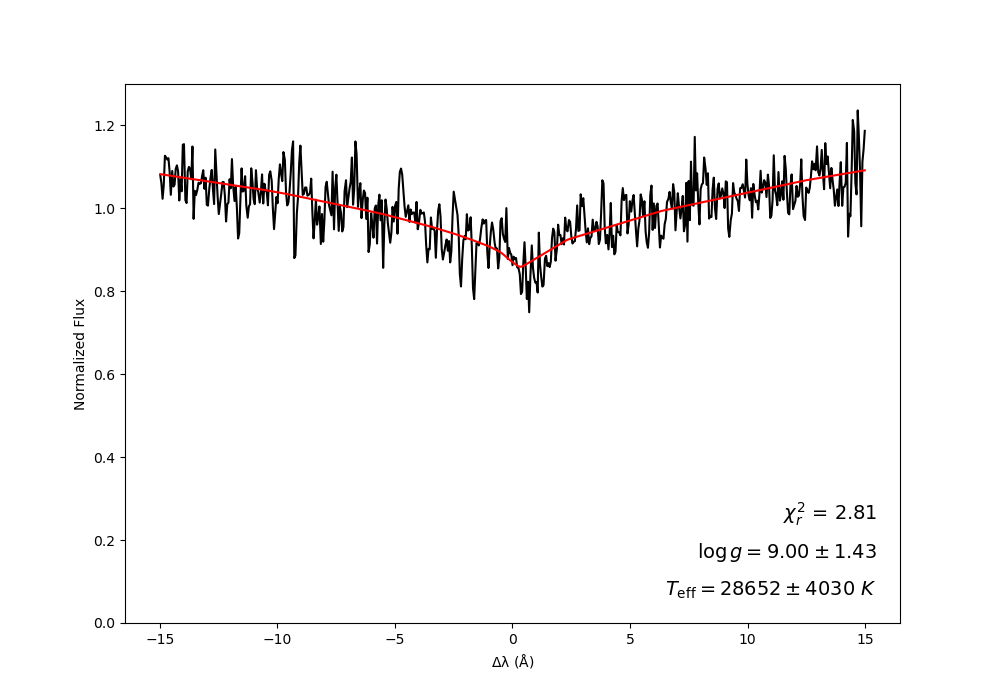 1.2
1.0
0.8
0.6
0.4
0.2
0.0
Normalized Flux
χ²ᵣ = 2.81
log g = 9.00 ± 1.43
T_eff = 28652 ± 4030 K
−15 −10 −5 0 5 10 15
Δλ (Å)